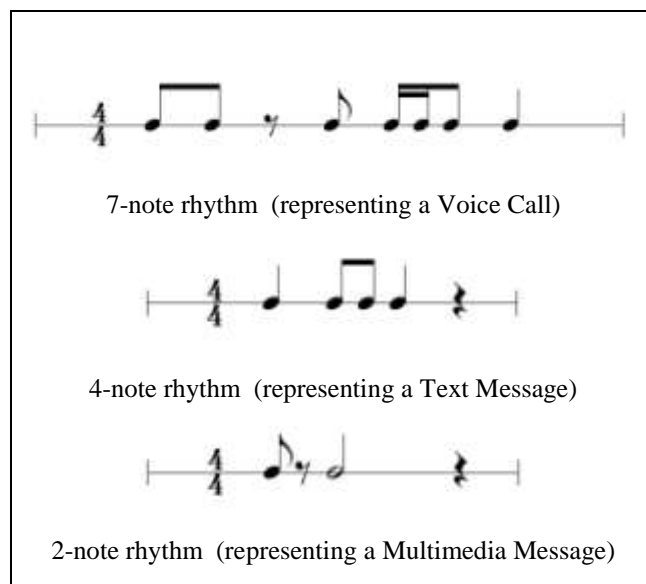 4
4
7-note rhythm (representing a Voice Call)
4
4
4-note rhythm (representing a Text Message)
4
4
2-note rhythm (representing a Multimedia Message)